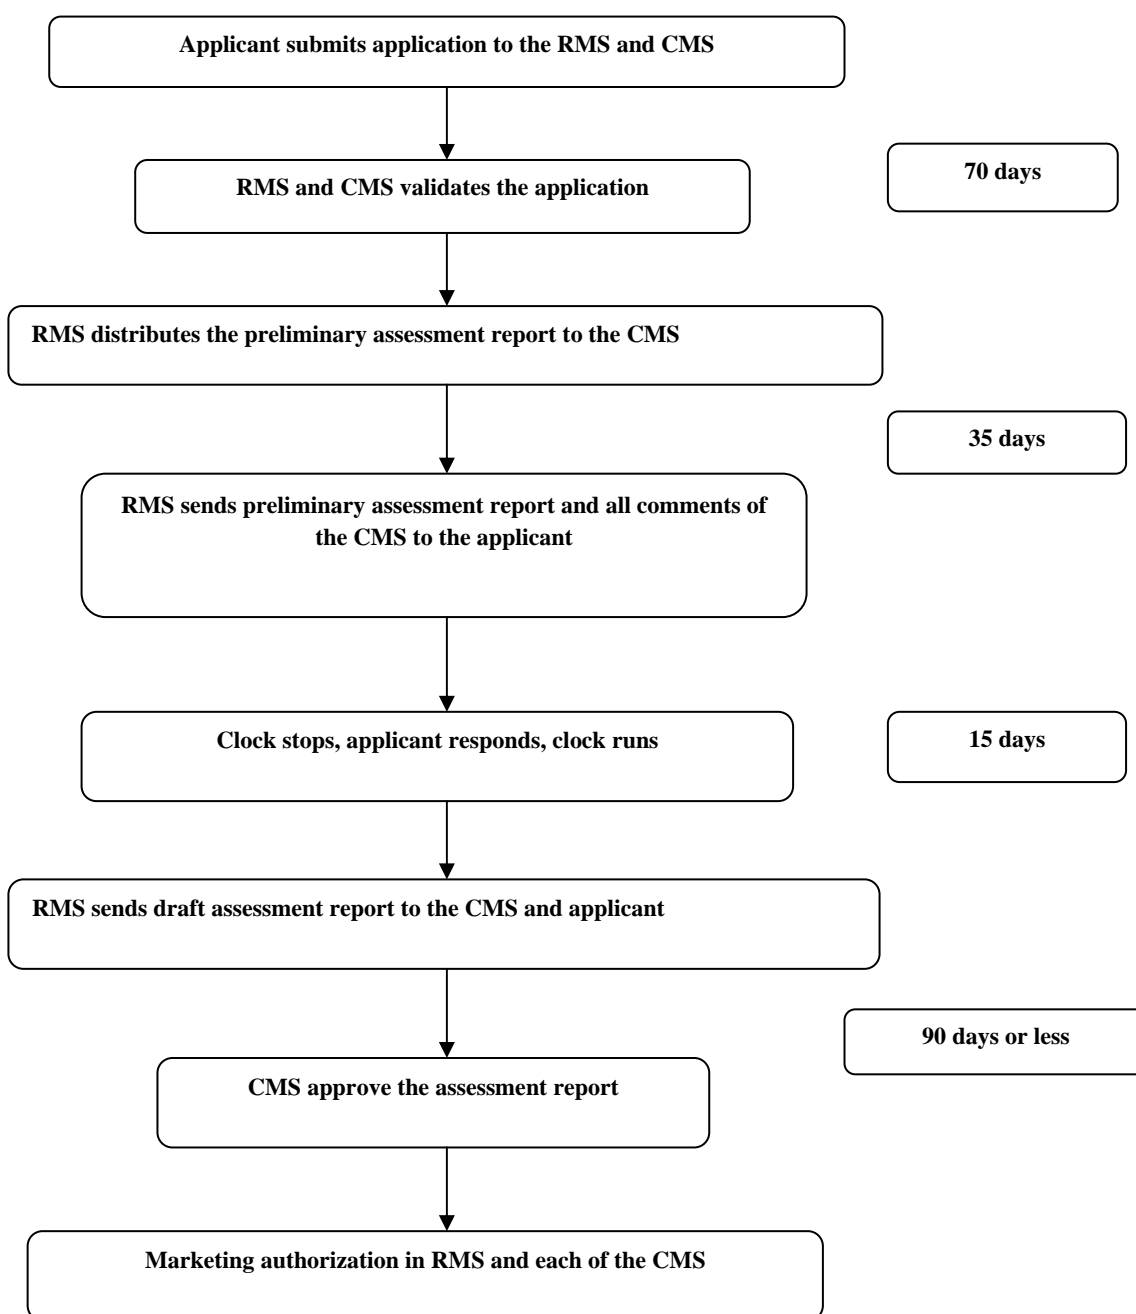 Applicant submits application to the RMS and CMS
70 days
RMS and CMS validates the application
RMS distributes the preliminary assessment report to the CMS
35 days
RMS sends preliminary assessment report and all comments of
the CMS to the applicant
Clock stops, applicant responds, clock runs
15 days
RMS sends draft assessment report to the CMS and applicant
90 days or less
CMS approve the assessment report
Marketing authorization in RMS and each of the CMS